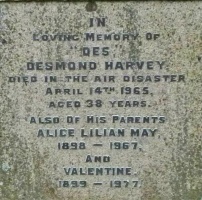 IN
LOVING MEMORY OF
DES
DESMOND HARVEY,
DIED IN THE AIR DISASTER
APRIL 14TH 1965,
AGED 38 YEARS.
ALSO OF HIS PARENTS
ALICE LILIAN MAY,
1898 – 1967,
AND
VALENTINE,
1899 – 1977.